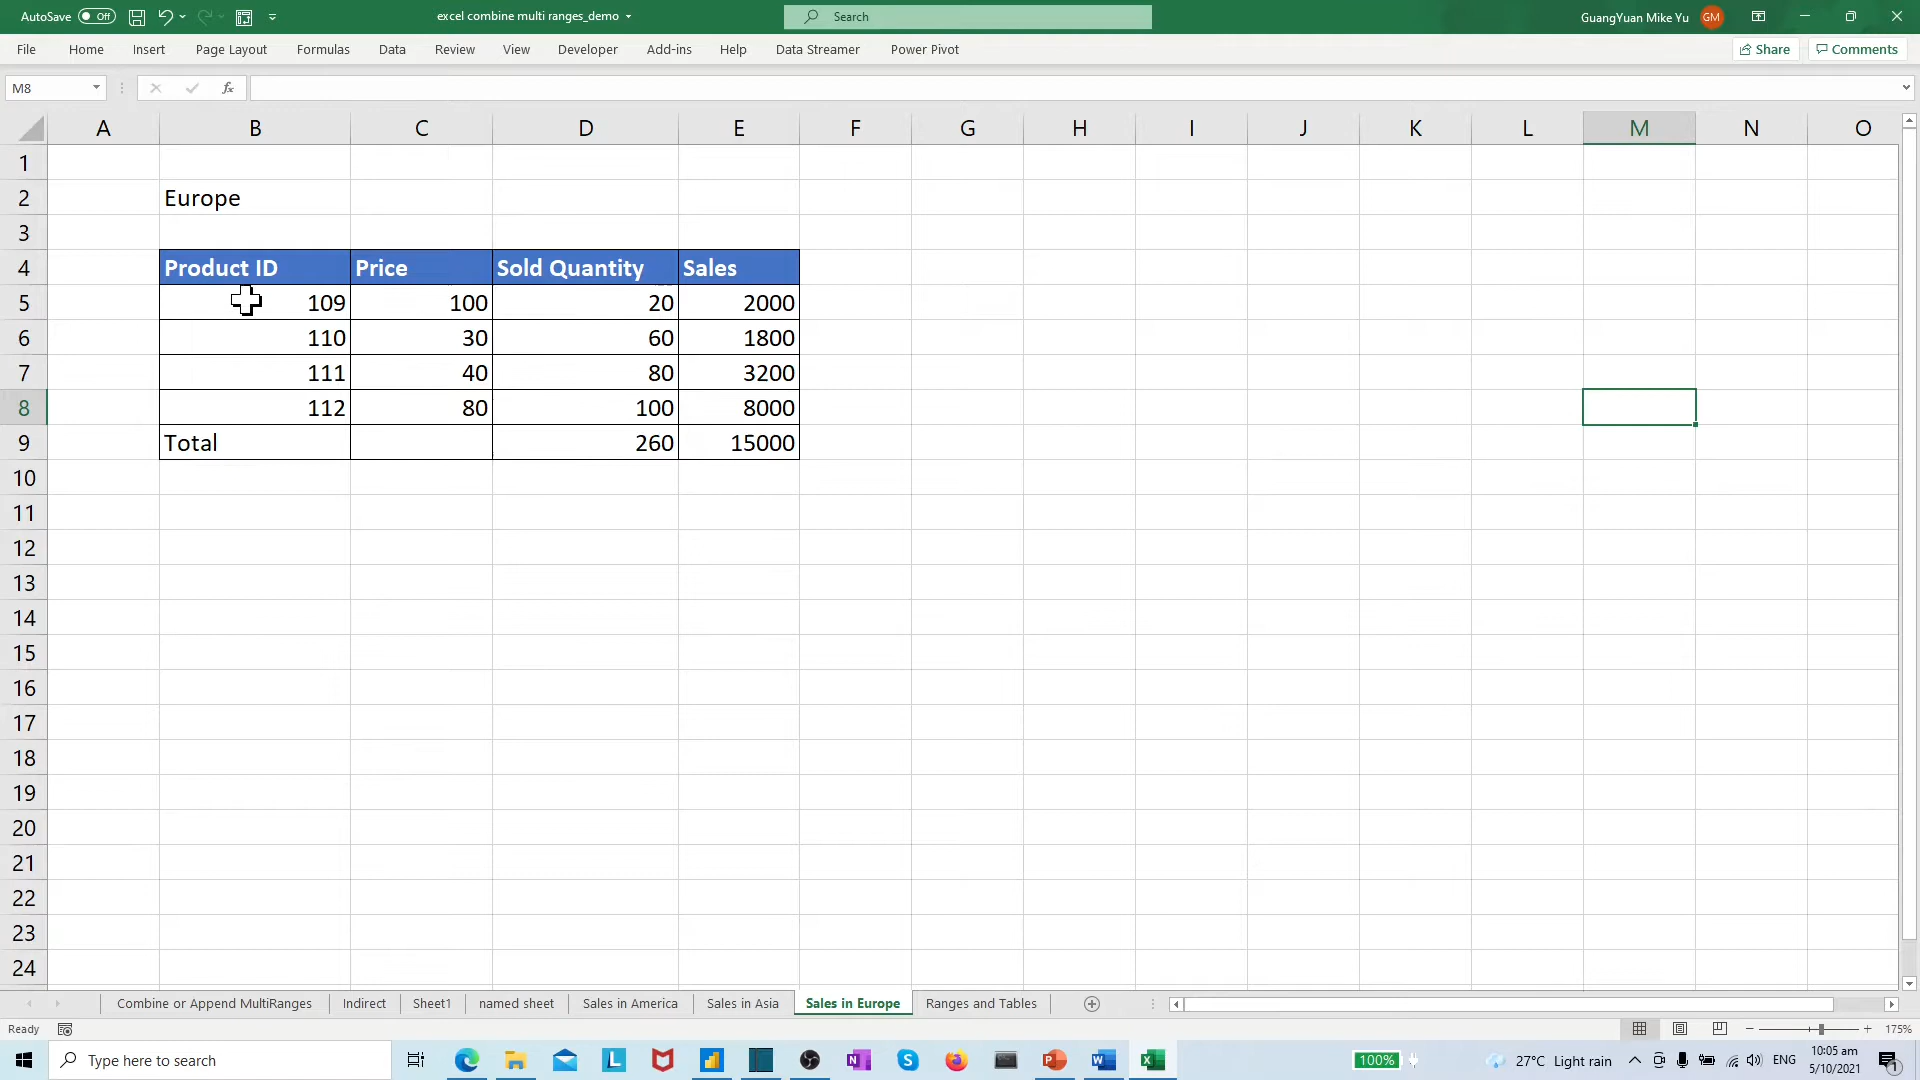 AutoSave Off excel combine multi ranges_demo Search GuangYuan Mike Yu GM
File Home Insert Page Layout Formulas Data Review View Developer Add-ins Help Data Streamer Power Pivot Share Comments
M8 fx
A B C D E F G H I J K L M N O
1
2 Europe
3
4 Product ID Price Sold Quantity Sales
5 109 100 20 2000
6 110 30 60 1800
7 111 40 80 3200
8 112 80 100 8000
9 Total 260 15000
10
11
12
13
14
15
16
17
18
19
20
21
22
23
24
Combine or Append MultiRanges Indirect Sheet1 named sheet Sales in America Sales in Asia Sales in Europe Ranges and Tables
Ready 175%
Type here to search 100% 27°C Light rain ENG 10:05 am
5/10/2021